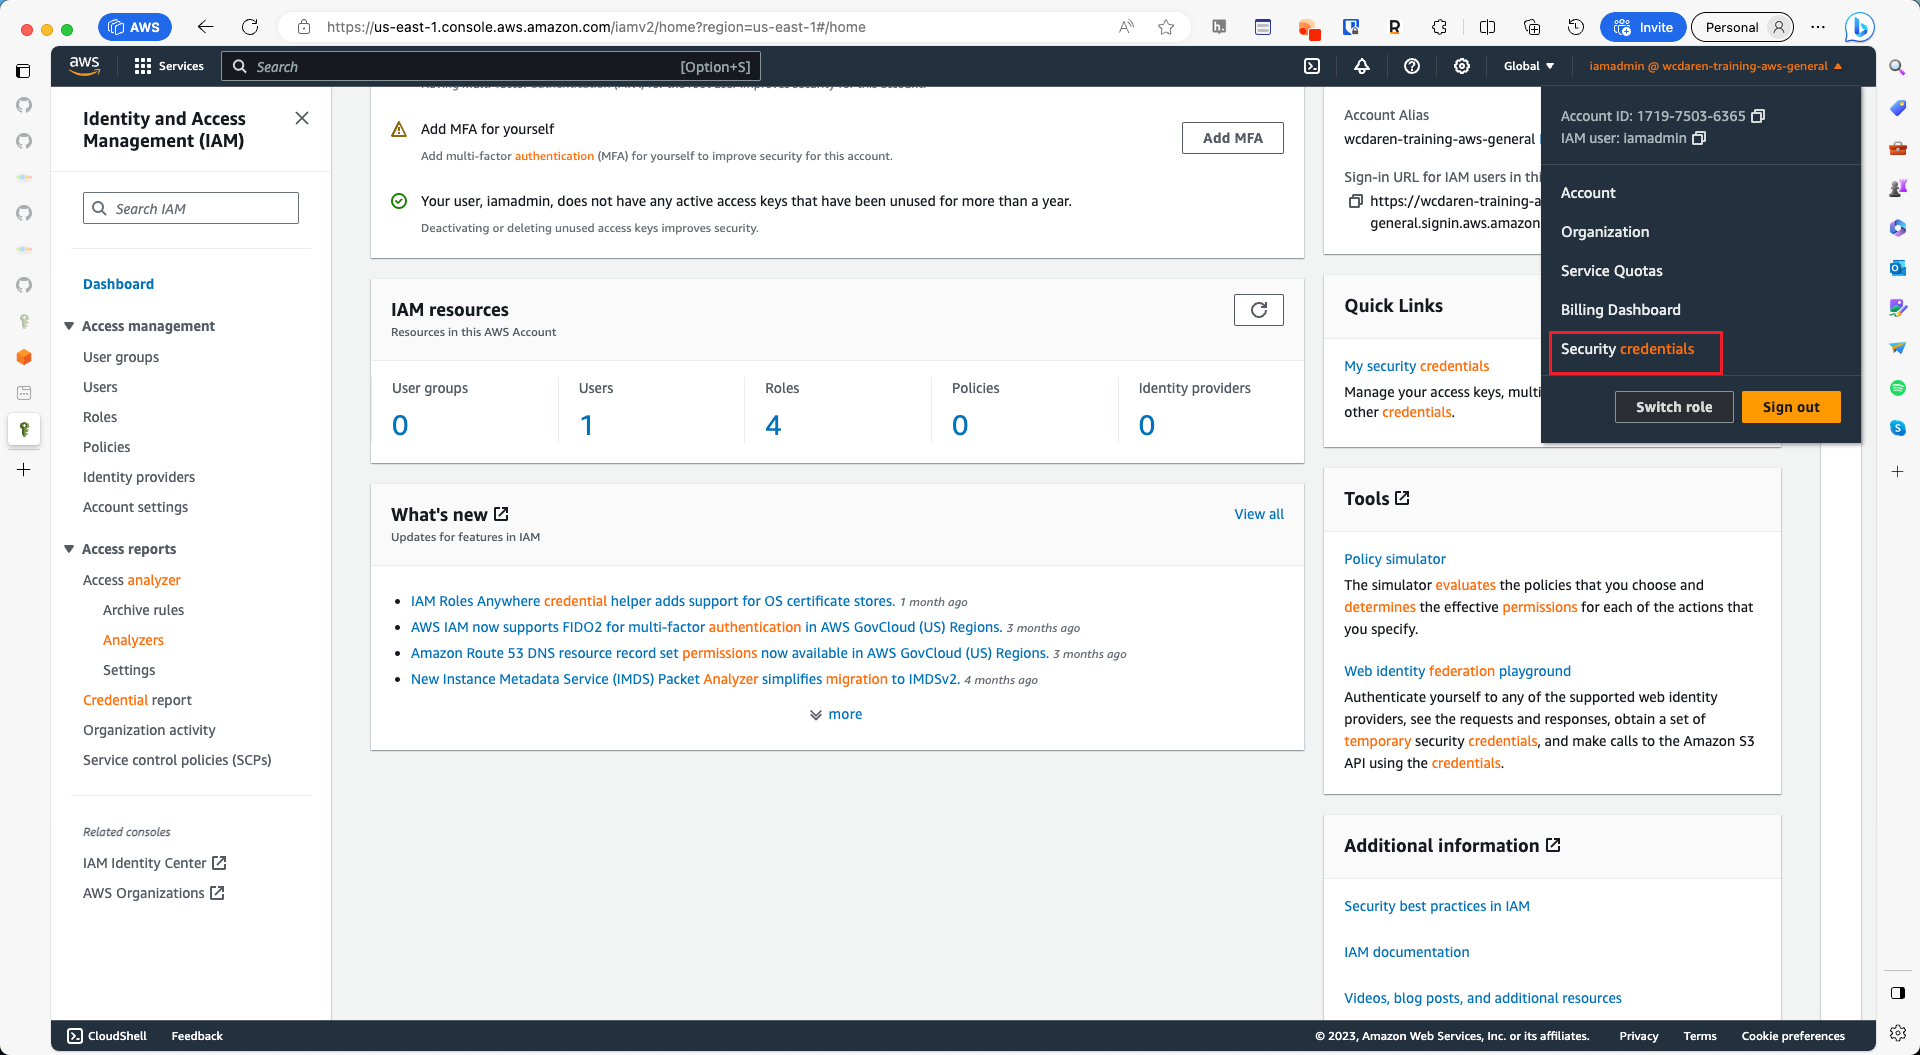 AWS
https://us-east-1.console.aws.amazon.com/iamv2/home?region=us-east-1#/home
Invite
Personal
aws
Services
Search
[Option+S]
Global
iamadmin @ wcdaren-training-aws-general
Identity and Access
Management (IAM)
Search IAM
Dashboard
Access management
User groups
Users
Roles
Policies
Identity providers
Account settings
Access reports
Access analyzer
Archive rules
Analyzers
Settings
Credential report
Organization activity
Service control policies (SCPs)
Related consoles
IAM Identity Center
AWS Organizations
Add MFA for yourself
Add multi-factor authentication (MFA) for yourself to improve security for this account.
Add MFA
Your user, iamadmin, does not have any active access keys that have been unused for more than a year.
Deactivating or deleting unused access keys improves security.
IAM resources
Resources in this AWS Account
User groups
0
Users
1
Roles
4
Policies
0
Identity providers
0
What's new
Updates for features in IAM
View all
IAM Roles Anywhere credential helper adds support for OS certificate stores. 1 month ago
AWS IAM now supports FIDO2 for multi-factor authentication in AWS GovCloud (US) Regions. 3 months ago
Amazon Route 53 DNS resource record set permissions now available in AWS GovCloud (US) Regions. 3 months ago
New Instance Metadata Service (IMDS) Packet Analyzer simplifies migration to IMDSv2. 4 months ago
more
Account Alias
wcdaren-training-aws-general
Sign-in URL for IAM users in thi
https://wcdaren-training-a
general.signin.aws.amazon
Quick Links
My security credentials
Manage your access keys, multi
other credentials.
Account ID: 1719-7503-6365
IAM user: iamadmin
Account
Organization
Service Quotas
Billing Dashboard
Security credentials
Switch role
Sign out
Tools
Policy simulator
The simulator evaluates the policies that you choose and
determines the effective permissions for each of the actions that
you specify.
Web identity federation playground
Authenticate yourself to any of the supported web identity
providers, see the requests and responses, obtain a set of
temporary security credentials, and make calls to the Amazon S3
API using the credentials.
Additional information
Security best practices in IAM
IAM documentation
Videos, blog posts, and additional resources
CloudShell
Feedback
© 2023, Amazon Web Services, Inc. or its affiliates.
Privacy
Terms
Cookie preferences